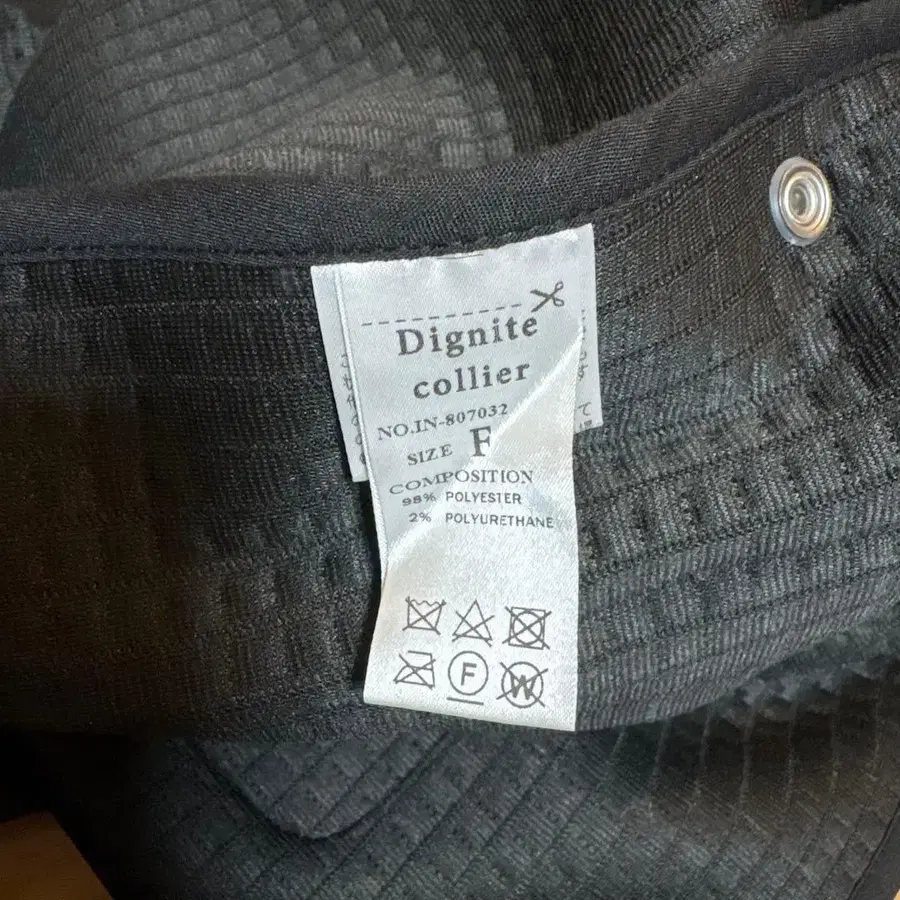 Dignite
collier
NO.IN-807032
SIZE F
COMPOSITION
98% POLYESTER
2% POLYURETHANE
F W